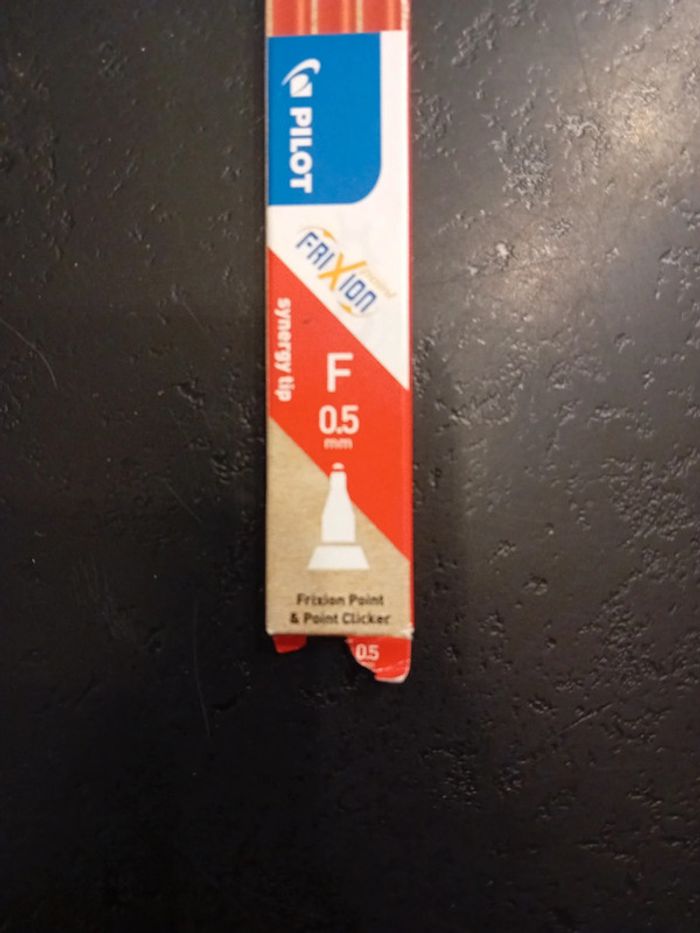 PILOT
FRIXION
synergy tip
F
0.5
mm
Frixion Point
& Point Clicker
0.5